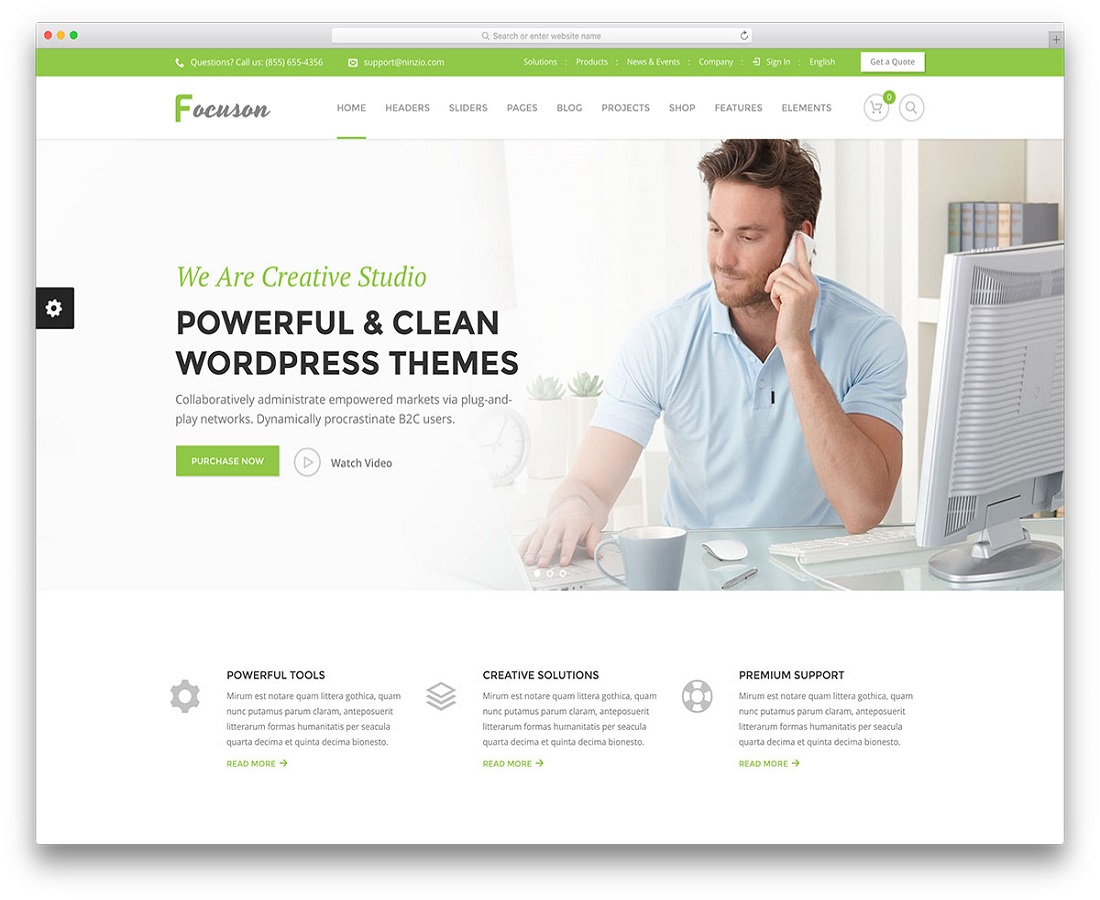 Search or enter website name
Questions? Call us: (855) 655-4356 support@ninzio.com Solutions : Products : News & Events : Company : Sign In : English Get a Quote
Focuson HOME HEADERS SLIDERS PAGES BLOG PROJECTS SHOP FEATURES ELEMENTS 0
We Are Creative Studio
POWERFUL & CLEAN
WORDPRESS THEMES
Collaboratively administrate empowered markets via plug-and-
play networks. Dynamically procrastinate B2C users.
PURCHASE NOW Watch Video
POWERFUL TOOLS
Mirum est notare quam littera gothica, quam
nunc putamus parum claram, anteposuerit
litterarum formas humanitatis per seacula
quarta decima et quinta decima bionesto.
READ MORE
CREATIVE SOLUTIONS
Mirum est notare quam littera gothica, quam
nunc putamus parum claram, anteposuerit
litterarum formas humanitatis per seacula
quarta decima et quinta decima bionesto.
READ MORE
PREMIUM SUPPORT
Mirum est notare quam littera gothica, quam
nunc putamus parum claram, anteposuerit
litterarum formas humanitatis per seacula
quarta decima et quinta decima bionesto.
READ MORE